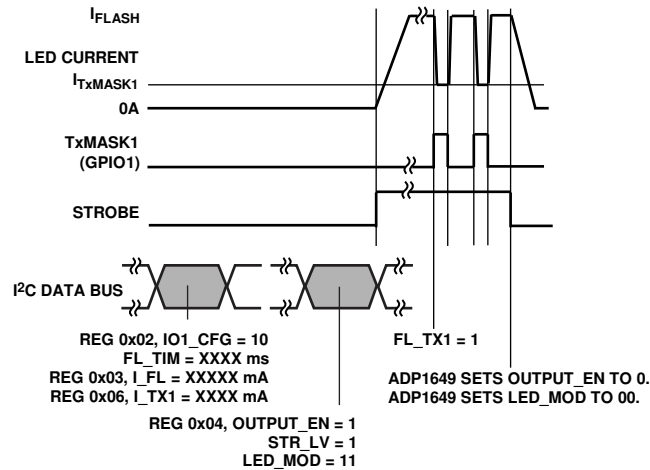 IFLASH
LED CURRENT
ITxMASK1
0A
TxMASK1
(GPIO1)
STROBE
I2C DATA BUS
REG 0x02, IO1_CFG = 10
FL_TIM = XXXX ms
REG 0x03, I_FL = XXXXX mA
REG 0x06, I_TX1 = XXXX mA
REG 0x04, OUTPUT_EN = 1
STR_LV = 1
LED_MOD = 11
FL_TX1 = 1
ADP1649 SETS OUTPUT_EN TO 0.
ADP1649 SETS LED_MOD TO 00.